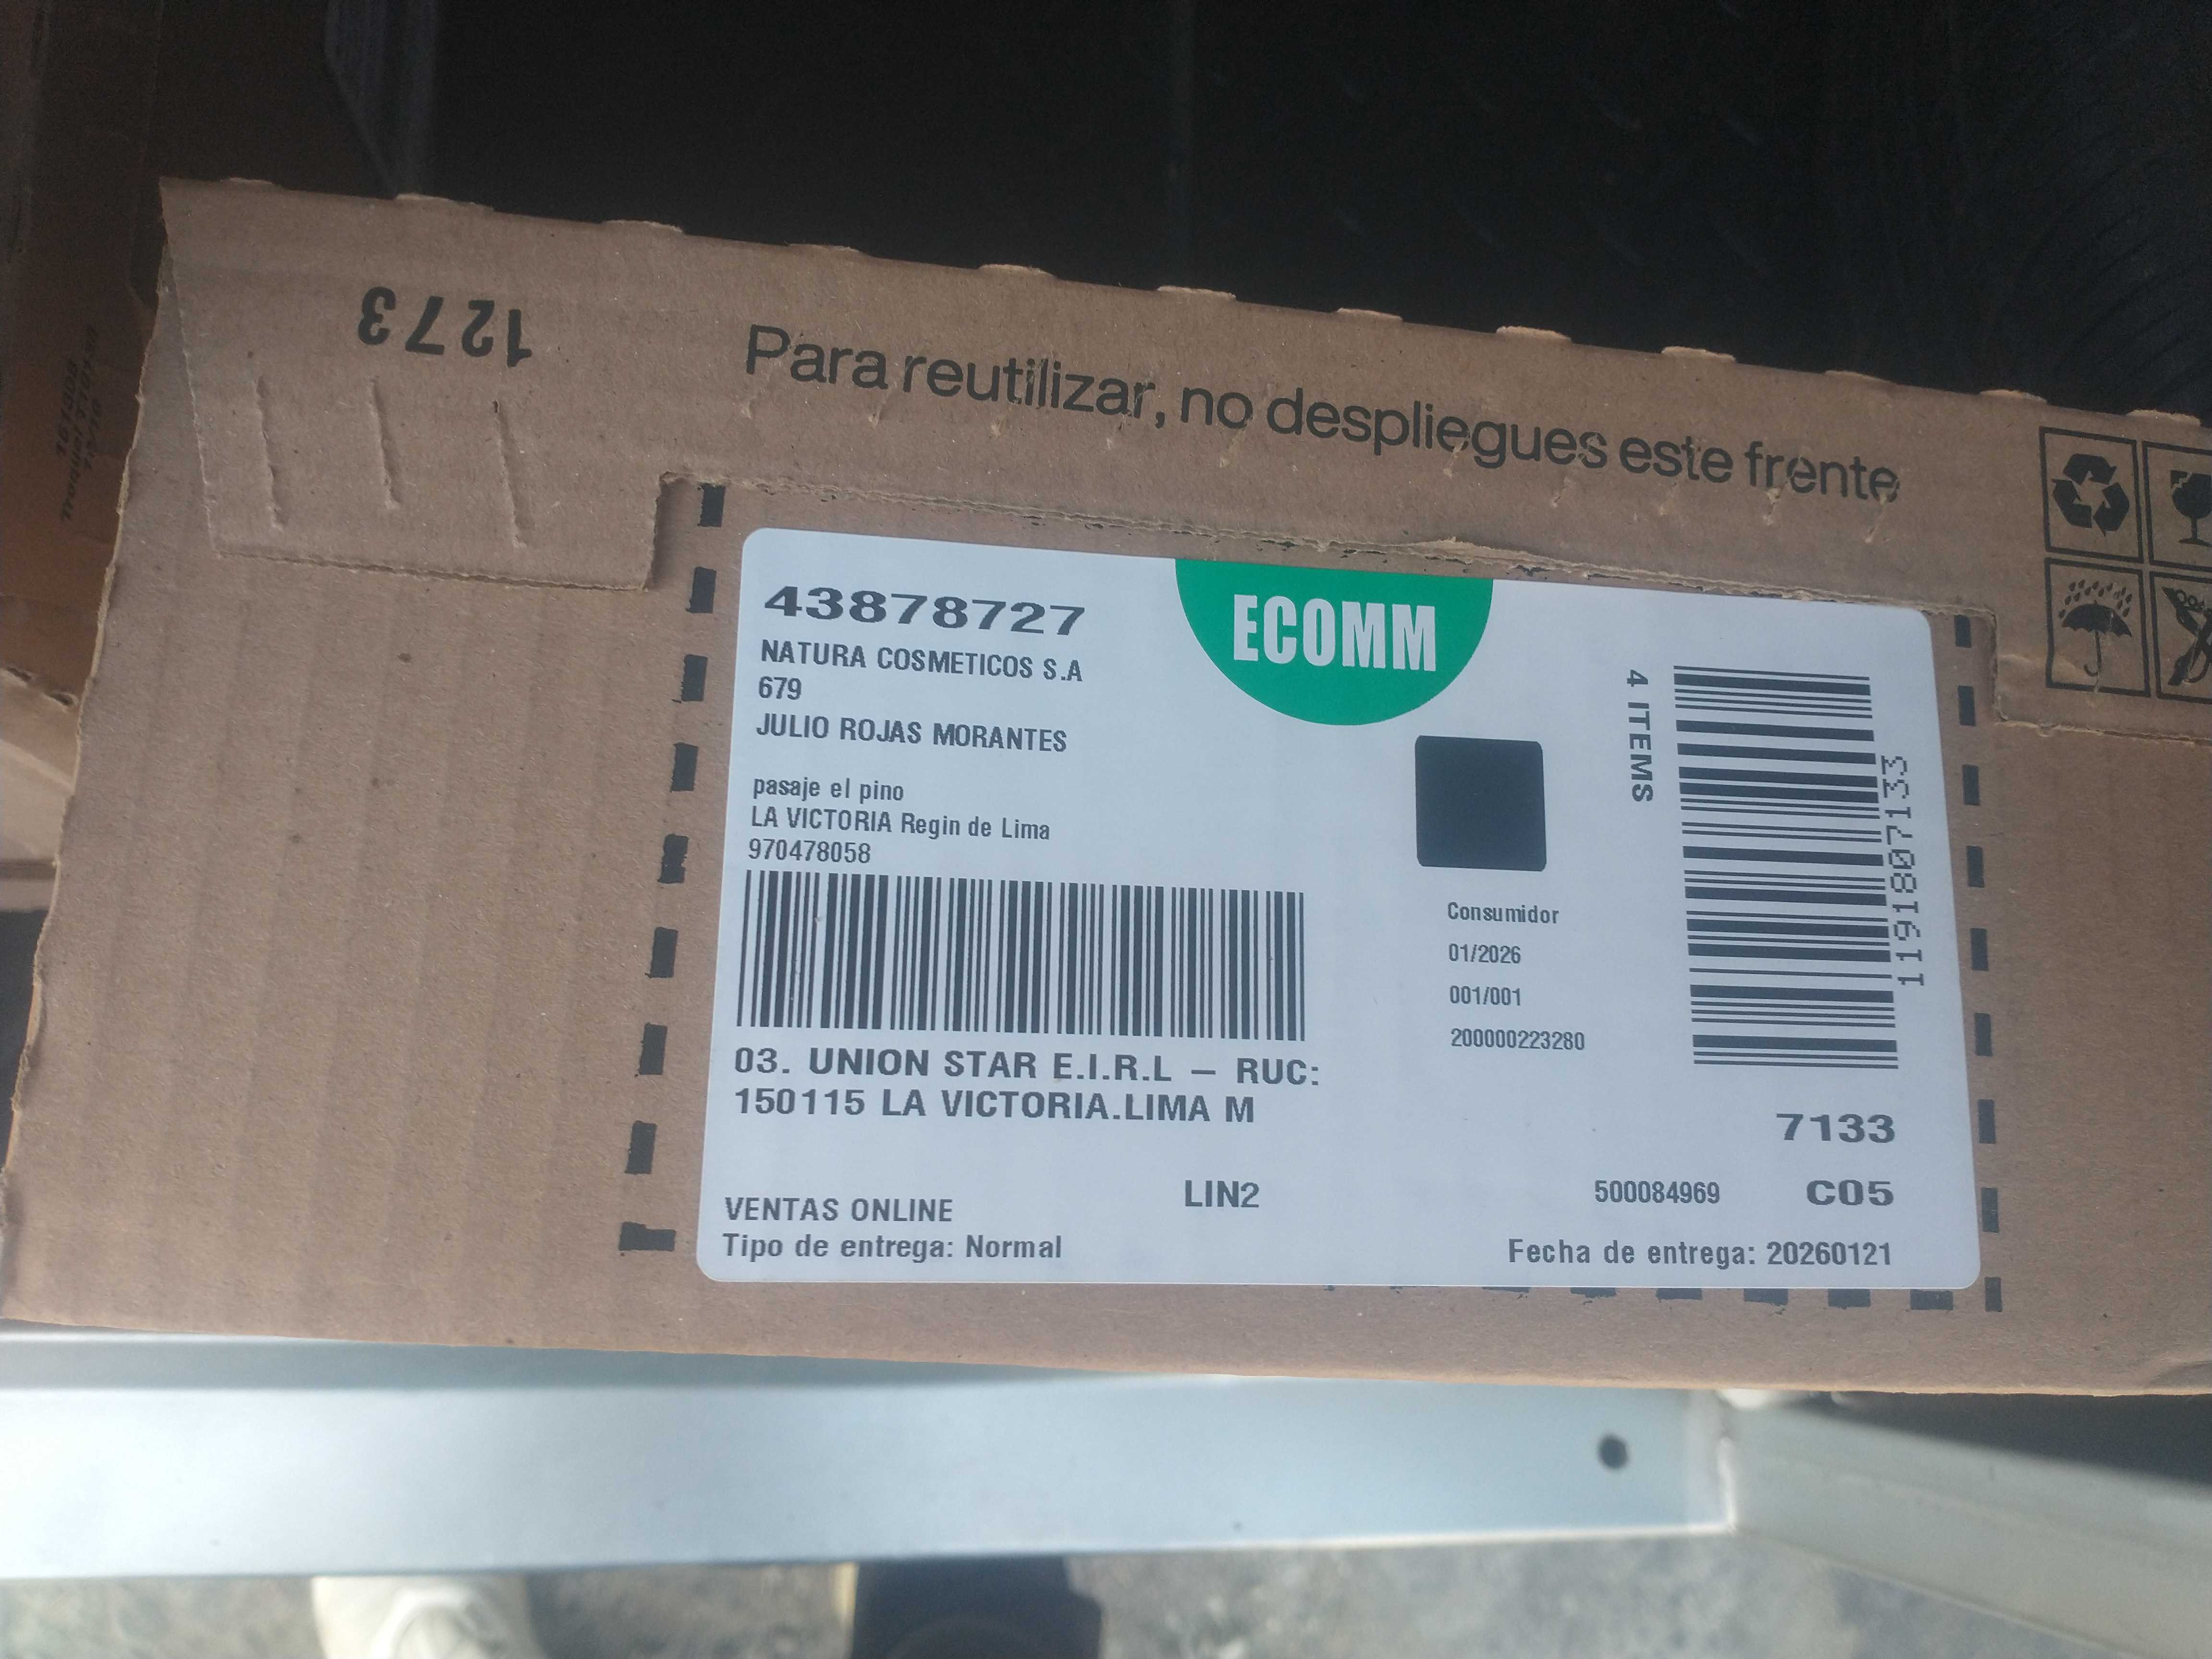 1273
Para reutilizar, no despliegues este frente
43878727
ECOMM
NATURA COSMETICOS S.A
679
JULIO ROJAS MORANTES
pasaje el pino
LA VICTORIA Regin de Lima
970478058
4 ITEMS
1191807133
Consumidor
01/2026
001/001
200000223280
03. UNION STAR E.I.R.L – RUC:
150115 LA VICTORIA.LIMA M
7133
LIN2
500084969
C05
VENTAS ONLINE
Tipo de entrega: Normal
Fecha de entrega: 20260121